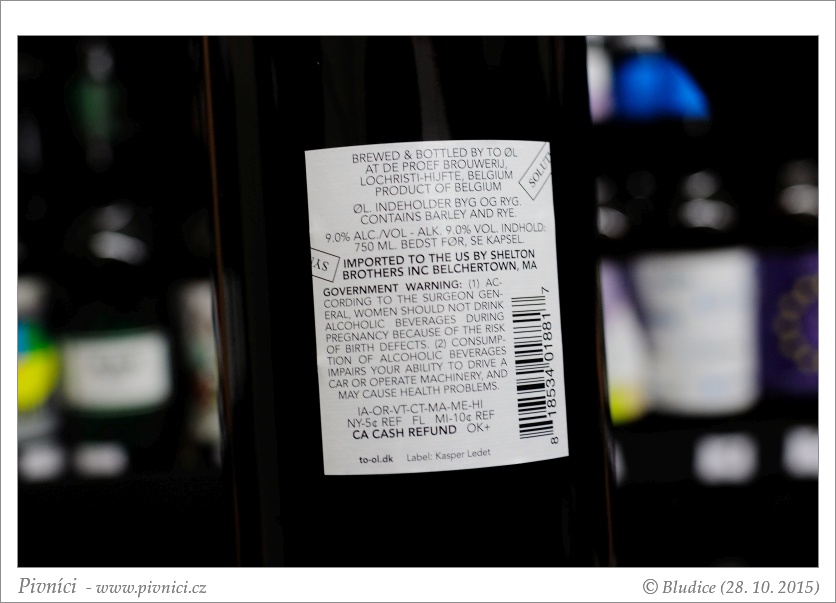 BREWED & BOTTLED BY TO ØL
AT DE PROEF BROUWERIJ,
LOCHRISTI-HIJFTE, BELGIUM
PRODUCT OF BELGIUM
ØL. INDEHOLDER BYG OG RYG.
CONTAINS BARLEY AND RYE.
9.0% ALC./VOL - ALK. 9.0% VOL. INDHOLD:
750 ML. BEDST FØR, SE KAPSEL.
IMPORTED TO THE US BY SHELTON
BROTHERS INC BELCHERTOWN, MA
GOVERNMENT WARNING: (1) AC-
CORDING TO THE SURGEON GEN-
ERAL, WOMEN SHOULD NOT DRINK
ALCOHOLIC BEVERAGES DURING
PREGNANCY BECAUSE OF THE RISK
OF BIRTH DEFECTS. (2) CONSUMP-
TION OF ALCOHOLIC BEVERAGES
IMPAIRS YOUR ABILITY TO DRIVE A
CAR OR OPERATE MACHINERY, AND
MAY CAUSE HEALTH PROBLEMS.
IA-OR-VT-CT-MA-ME-HI
NY-5¢ REF FL MI-10¢ REF
CA CASH REFUND OK+
to-ol.dk Label: Kasper Ledet
SOLUT
SYS
8 18534 01881 7
Pivníci - www.pivnici.cz
© Bludice (28. 10. 2015)